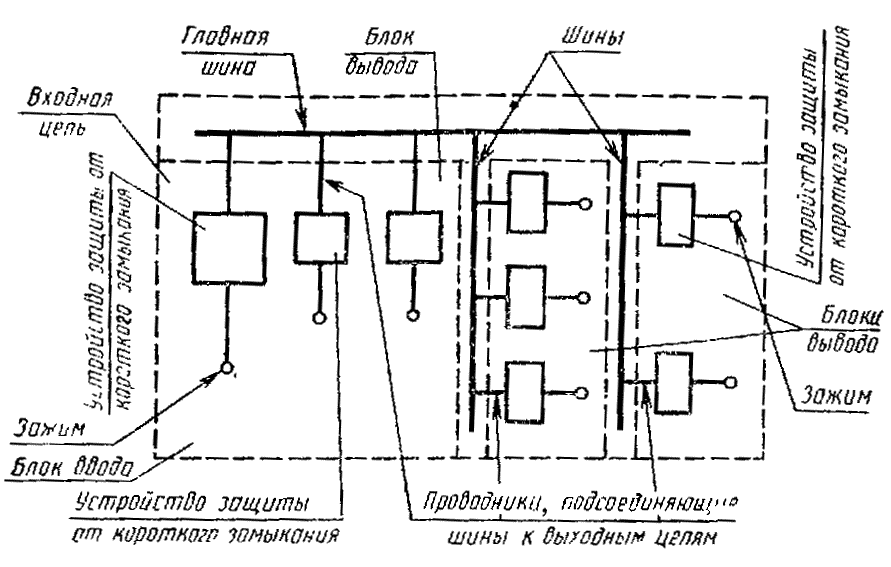 Главная
шина
Блок
вывода
Шины
Устройство защиты
от короткого замыкания
Входная
цепь
Устройство защиты от
короткого замыкания
Блоки
вывода
Зажим
Зажим
Блок ввода
Устройство защиты
от короткого замыкания
Проводники, подсоединяющие
шины к выходным цепям